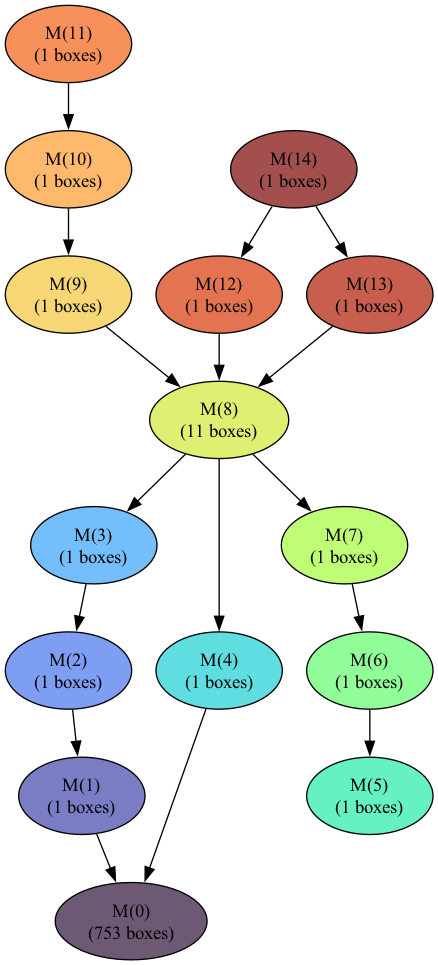 M(11)
(1 boxes)
M(10)
(1 boxes)
M(14)
(1 boxes)
M(9)
(1 boxes)
M(12)
(1 boxes)
M(13)
(1 boxes)
M(8)
(11 boxes)
M(3)
(1 boxes)
M(7)
(1 boxes)
M(2)
(1 boxes)
M(4)
(1 boxes)
M(6)
(1 boxes)
M(1)
(1 boxes)
M(5)
(1 boxes)
M(0)
(753 boxes)